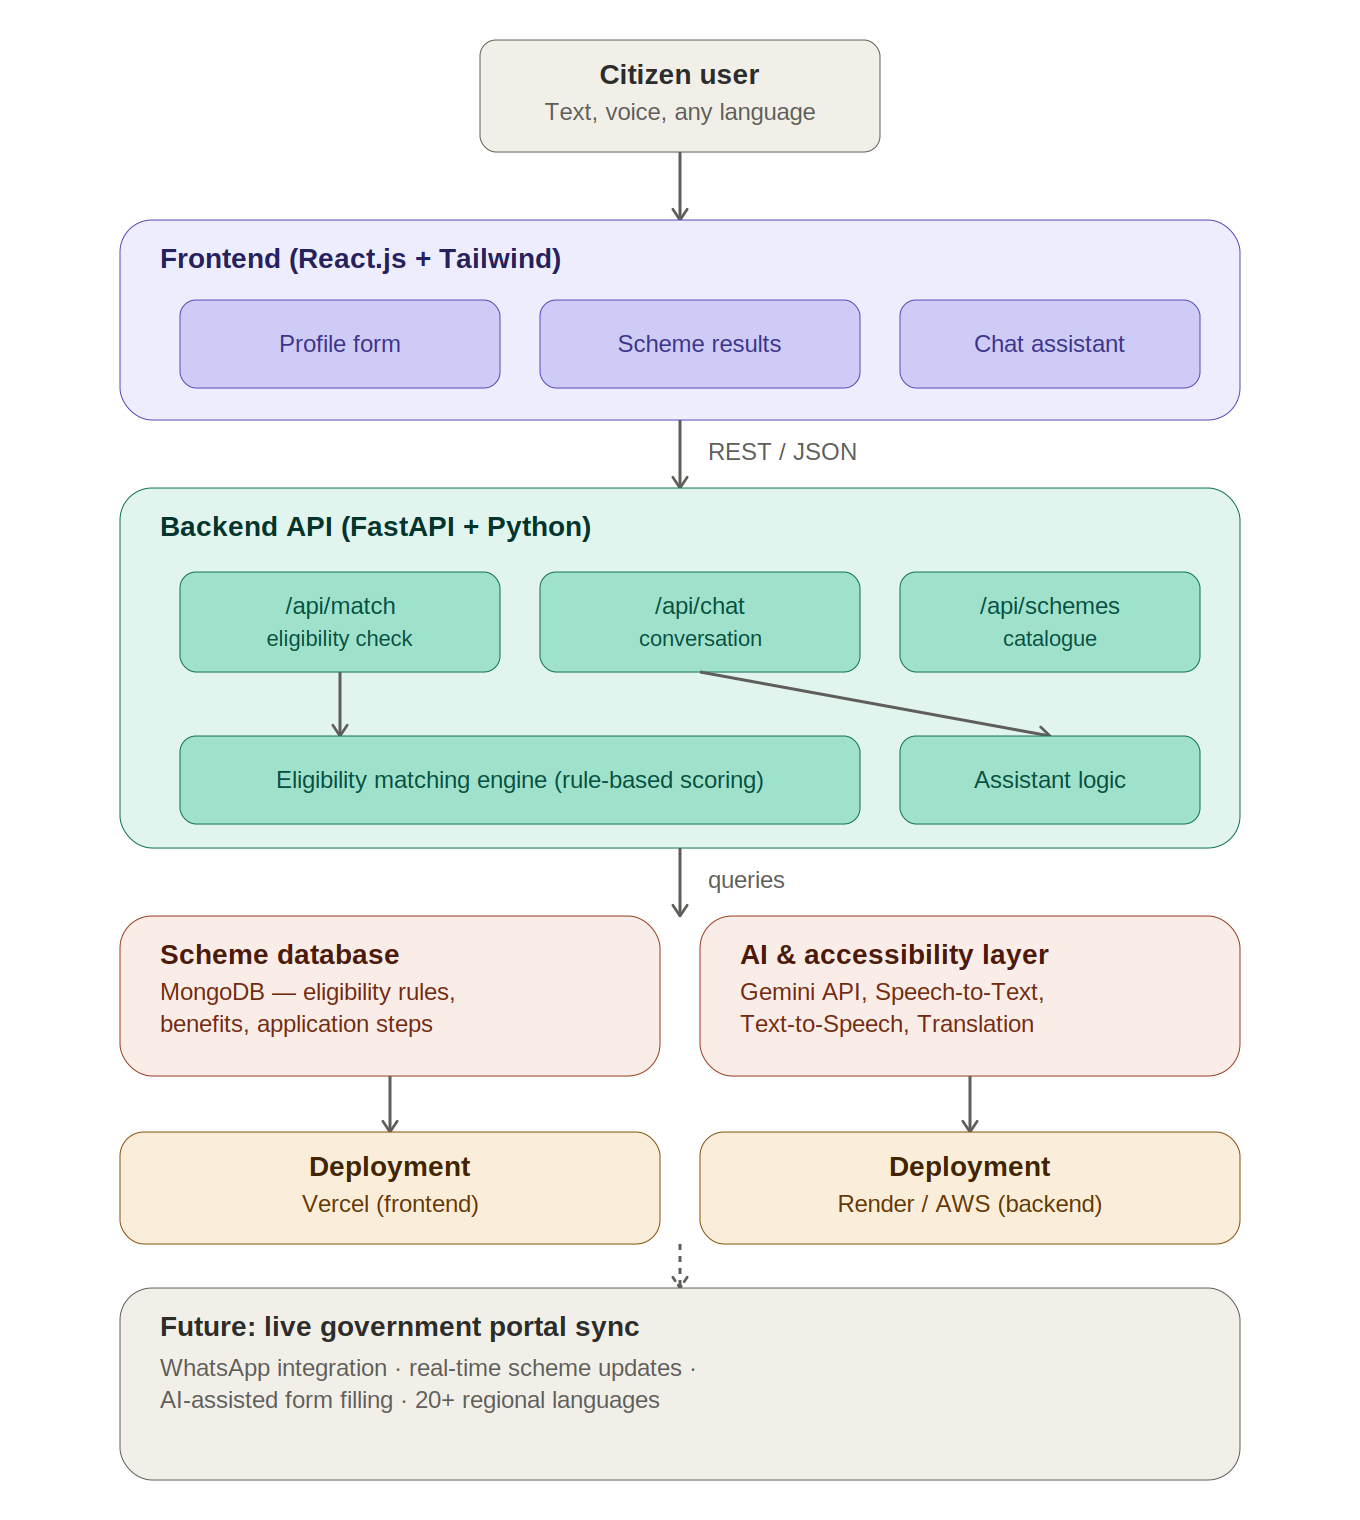 Citizen user
Text, voice, any language
Frontend (React.js + Tailwind)
Profile form
Scheme results
Chat assistant
REST / JSON
Backend API (FastAPI + Python)
/api/match
eligibility check
/api/chat
conversation
/api/schemes
catalogue
Eligibility matching engine (rule-based scoring)
Assistant logic
queries
Scheme database
MongoDB — eligibility rules,
benefits, application steps
AI & accessibility layer
Gemini API, Speech-to-Text,
Text-to-Speech, Translation
Deployment
Vercel (frontend)
Deployment
Render / AWS (backend)
Future: live government portal sync
WhatsApp integration · real-time scheme updates ·
AI-assisted form filling · 20+ regional languages